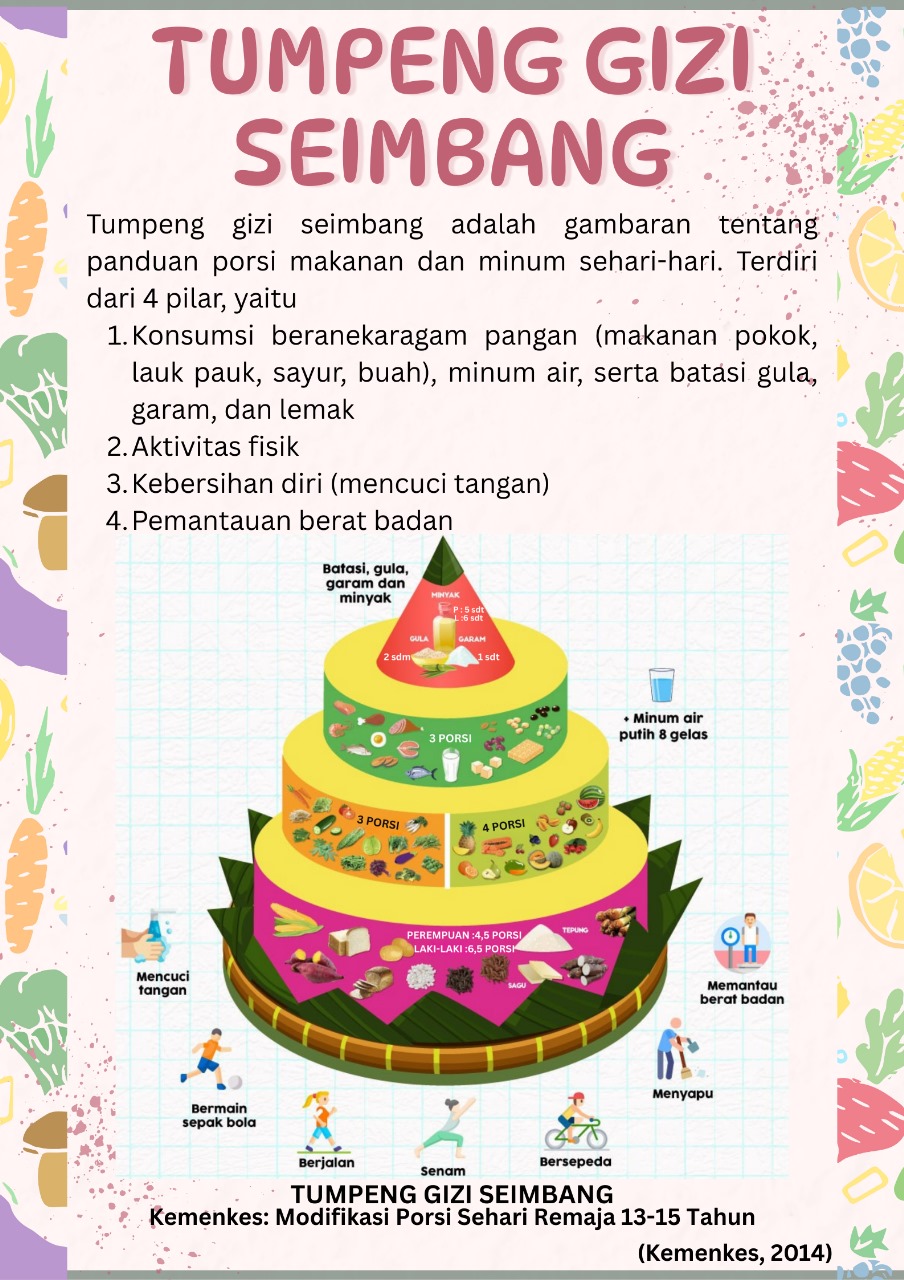 TUMPENG GIZI
SEIMBANG
Tumpeng gizi seimbang adalah gambaran tentang
panduan porsi makanan dan minum sehari-hari. Terdiri
dari 4 pilar, yaitu
1. Konsumsi beranekaragam pangan (makanan pokok,
lauk pauk, sayur, buah), minum air, serta batasi gula,
garam, dan lemak
2. Aktivitas fisik
3. Kebersihan diri (mencuci tangan)
4. Pemantauan berat badan
Batasi, gula,
garam dan
minyak
MINYAK
P : 5 sdt
L :6 sdt
GULA
GARAM
2 sdm
1 sdt
+ Minum air
putih 8 gelas
3 PORSI
3 PORSI
4 PORSI
PEREMPUAN :4,5 PORSI
LAKI-LAKI :6,5 PORSI
TEPUNG
SAGU
Mencuci
tangan
Memantau
berat badan
Bermain
sepak bola
Berjalan
Senam
Bersepeda
Menyapu
TUMPENG GIZI SEIMBANG
Kemenkes: Modifikasi Porsi Sehari Remaja 13-15 Tahun
(Kemenkes, 2014)